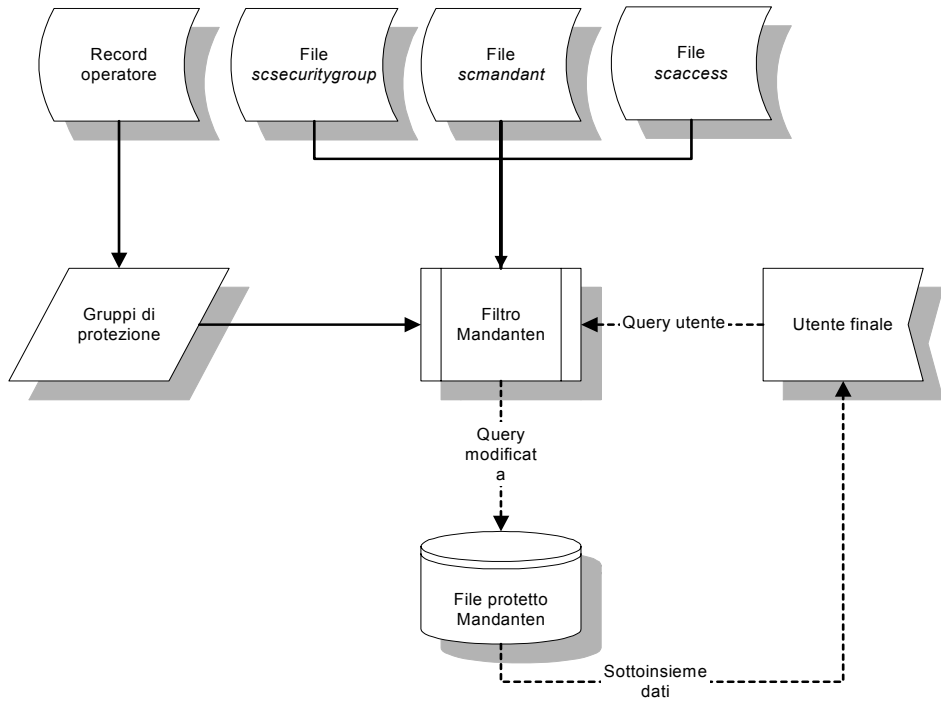 Record
operatore
File
scsecuritygroup
File
scmandant
File
scaccess
Gruppi di
protezione
Filtro
Mandanten
Query utente
Utente finale
Query
modificat
a
File protetto
Mandanten
Sottoinsieme
dati